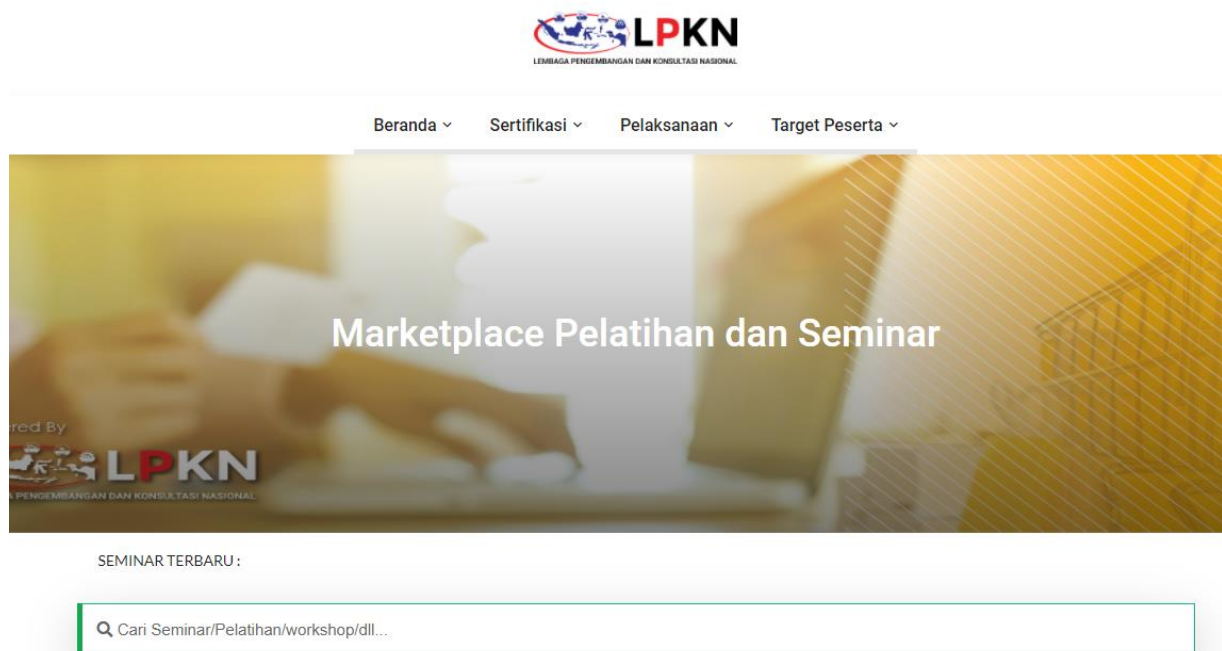 LPKN
LEMBAGA PENGEMBANGAN DAN KONSULTASI NASIONAL
Beranda Sertifikasi Pelaksanaan Target Peserta
Marketplace Pelatihan dan Seminar
ered By
LPKN
PENGEMBANGAN DAN KONSULTASI NASIONAL
SEMINAR TERBARU :
Cari Seminar/Pelatihan/workshop/dll...